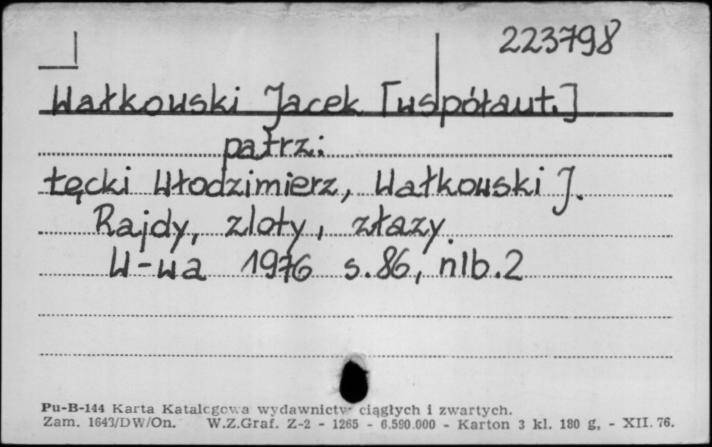 223798
Wałkowski Jacek [współaut.]
patrz:
Łęcki Włodzimierz, Wałkowski J.
Rajdy, zloty, złazy.
W-wa 1976 s. 86, nlb. 2
Pu-B-144 Karta Katalogowa wydawnictw ciągłych i zwartych.
Zam. 1643/DW/On. W.Z.Graf. Z-2 - 1265 - 6.590.000 - Karton 3 kl. 180 g, - XII. 76.